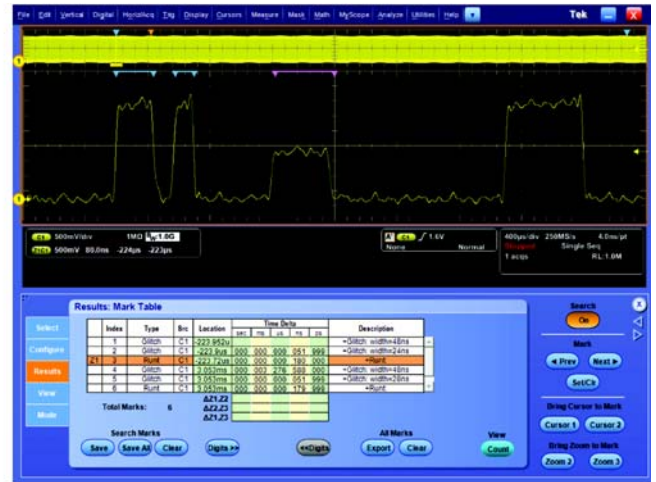 File Edit Vertical Digital Horiz/Acq Trig Display Cursors Measure Mask Math MyScope Analyze Utilities Help Tek X
1
1
C1 500mV/div 1MΩ BW:1.0G
Z1C1 500mV 80.0ns -224µs -223µs
A' C1 1.6V
None Normal
400µs/div 250MS/s 4.0ns/pt
Stopped Single Seq
1 acqs RL:1.0M
Results: Mark Table
Select
Configure
Results
View
Mode
Index Type Src Location Time Delta Description
sec ms µs ns ps
1 Glitch C1 -223.952u +Glitch: width=48ns
2 Glitch C1 -223.9us 000 000 000 051 999 +Glitch: width=24ns
Z1 3 Runt C1 -223.72us 000 000 000 180 000 +Runt
4 Glitch C1 3.053ms 000 003 276 588 000 +Glitch: width=48ns
5 Glitch C1 3.053ms 000 000 000 051 999
6 Runt C1 3.053ms 000 000 000 179 999 +Runt
Total Marks: 6
ΔZ1,Z2
ΔZ2,Z3
ΔZ1,Z3
Search Marks
Save Save All Clear
Digits >>
<<Digits
All Marks
Export Clear
View
Count
Search
On
X
Mark
Prev Next
Set/Clr
Bring Cursor to Mark
Cursor 1 Cursor 2
Bring Zoom to Mark
Zoom 2 Zoom 3